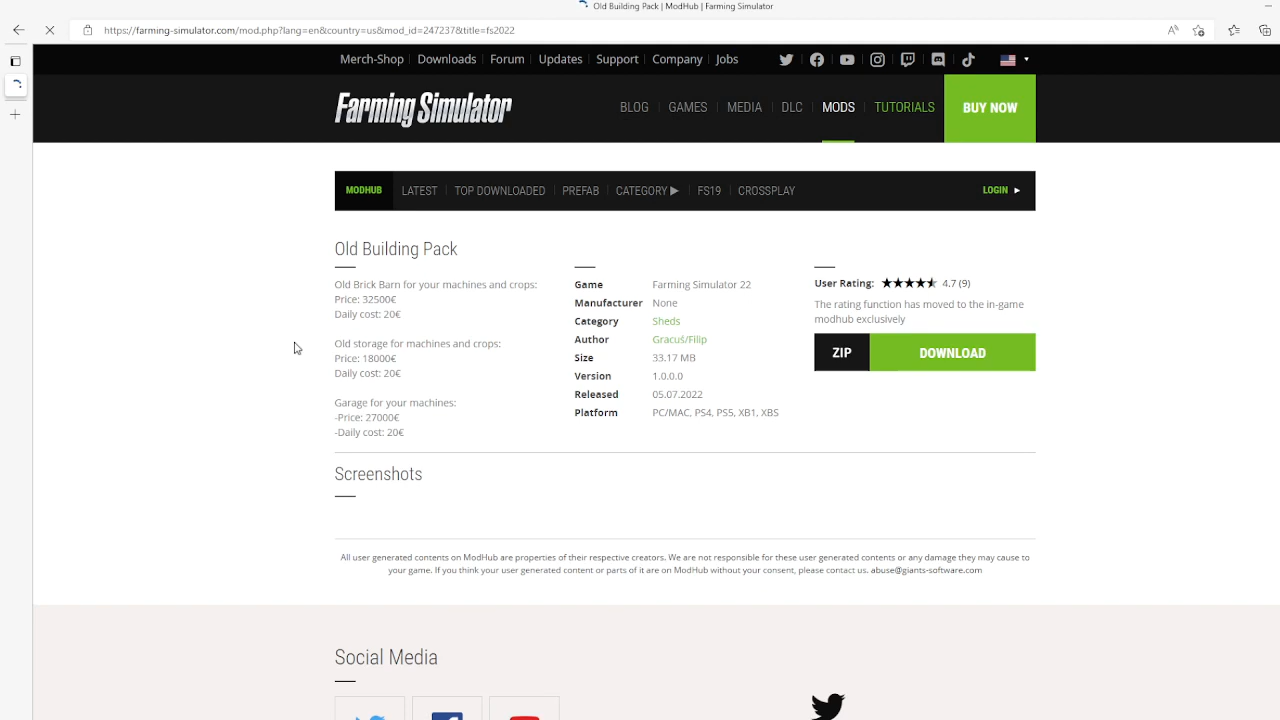 Old Building Pack | ModHub | Farming Simulator
https://farming-simulator.com/mod.php?lang=en&country=us&mod_id=247237&title=fs2022
Merch-Shop Downloads Forum Updates Support Company Jobs
Farming Simulator
BLOG GAMES MEDIA DLC MODS TUTORIALS BUY NOW
MODHUB LATEST TOP DOWNLOADED PREFAB CATEGORY ▶ FS19 CROSSPLAY LOGIN ▶
Old Building Pack
Old Brick Barn for your machines and crops:
Price: 32500€
Daily cost: 20€
Old storage for machines and crops:
Price: 18000€
Daily cost: 20€
Garage for your machines:
-Price: 27000€
-Daily cost: 20€
Game Farming Simulator 22
Manufacturer None
Category Sheds
Author Gracuś/Filip
Size 33.17 MB
Version 1.0.0.0
Released 05.07.2022
Platform PC/MAC, PS4, PS5, XB1, XBS
User Rating: 4.7 (9)
The rating function has moved to the in-game
modhub exclusively
ZIP DOWNLOAD
Screenshots
All user generated contents on ModHub are properties of their respective creators. We are not responsible for these user generated contents or any damage they may cause to
your game. If you think your user generated content or parts of it are on ModHub without your consent, please contact us. abuse@giants-software.com
Social Media